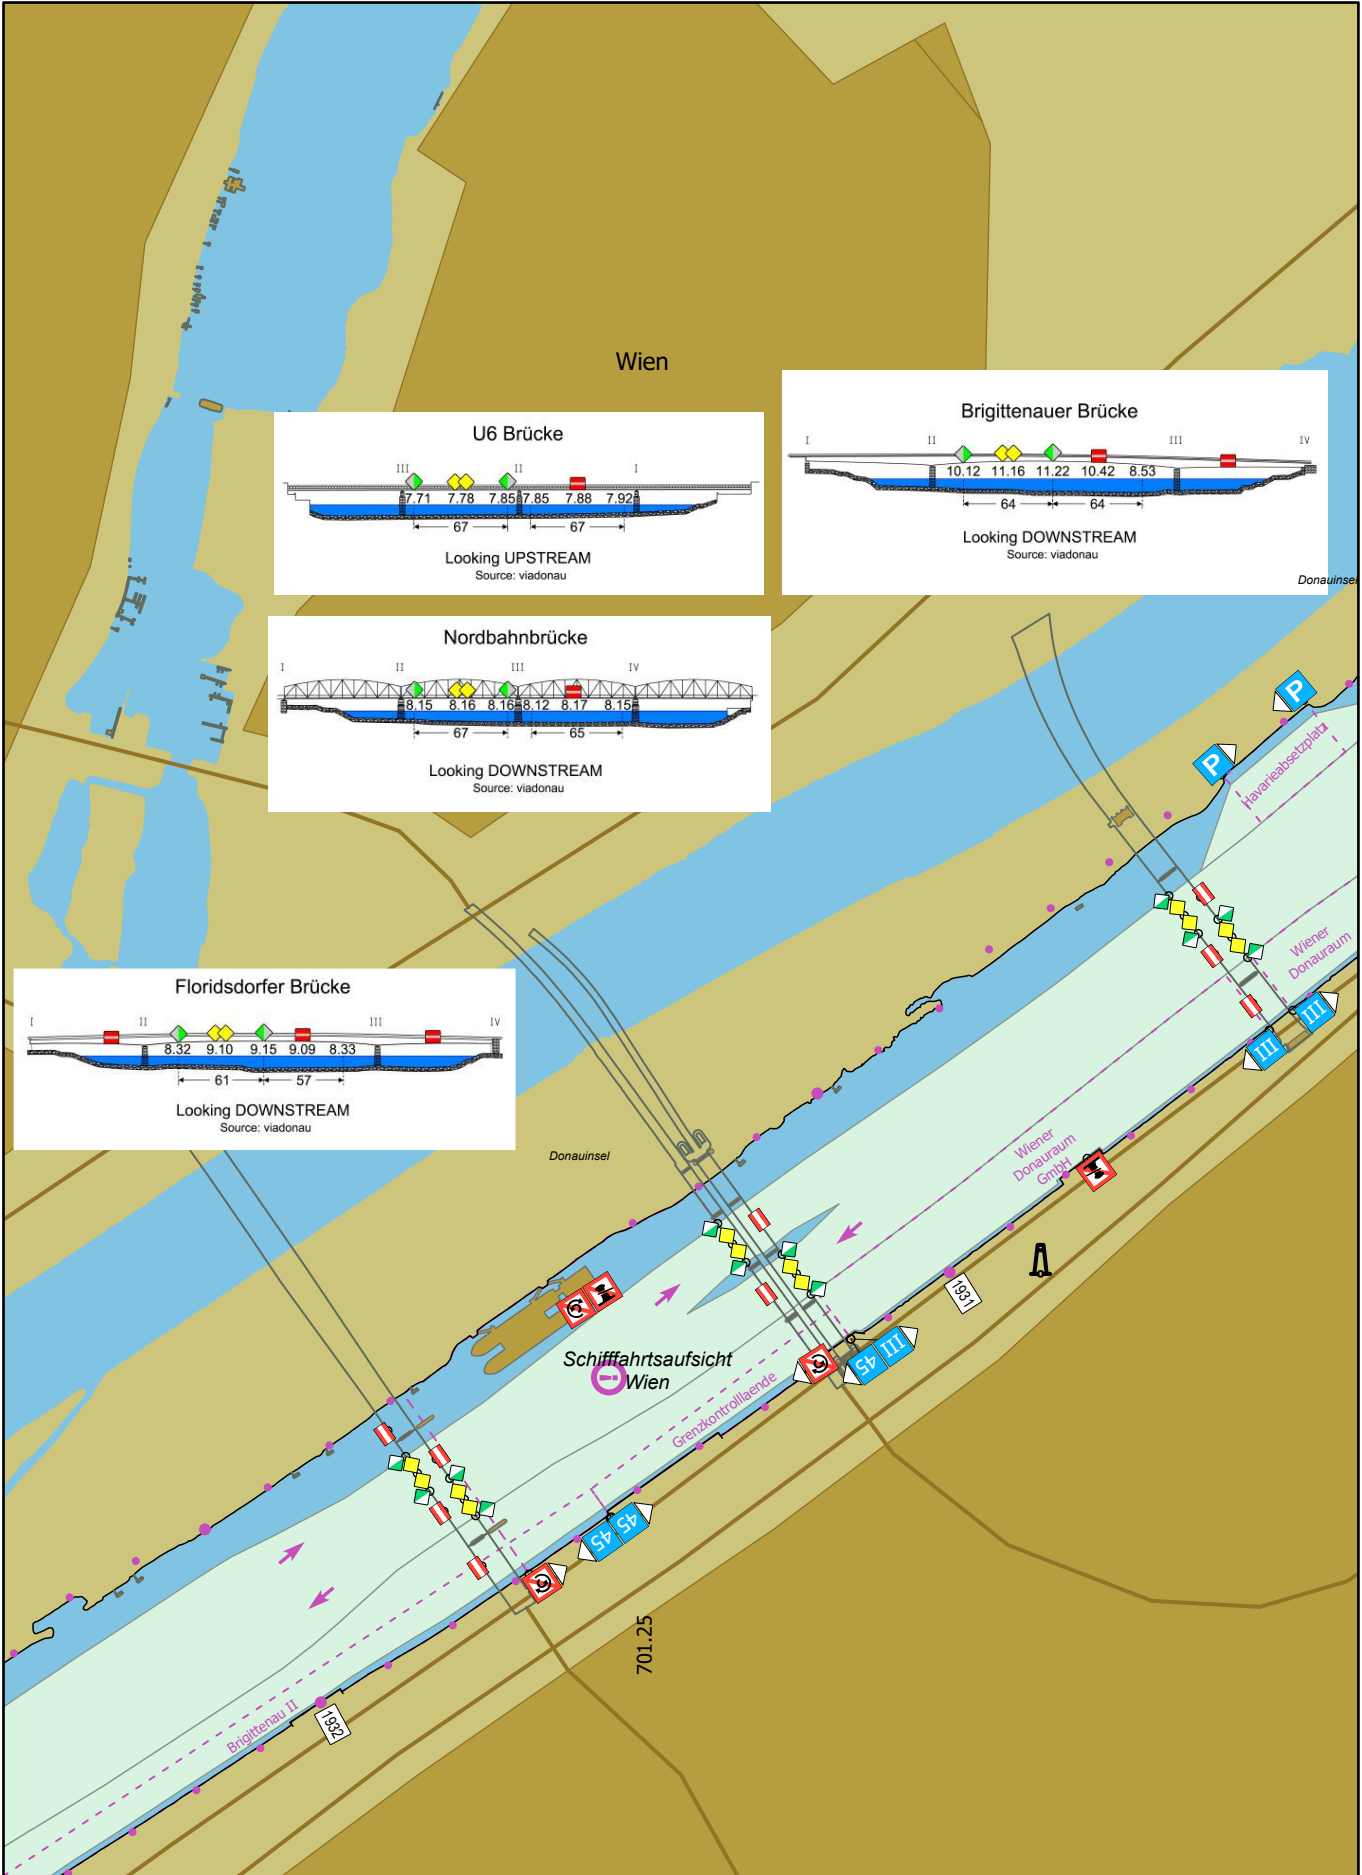 Wien
U6 Brücke
III II I
7.71 7.78 7.85 7.85 7.88 7.92
67 67
Looking UPSTREAM
Source: viadonau
Brigittenauer Brücke
I II III IV
10.12 11.16 11.22 10.42 8.53
64 64
Looking DOWNSTREAM
Source: viadonau
Donauinsel
Nordbahnbrücke
I II III IV
8.15 8.16 8.16 8.12 8.17 8.15
67 65
Looking DOWNSTREAM
Source: viadonau
P
P
Havarieabsetzplatz
Wiener
Donauraum
III
III
Floridsdorfer Brücke
I II III IV
8.32 9.10 9.15 9.09 8.33
61 57
Looking DOWNSTREAM
Source: viadonau
Donauinsel
Wiener
Donauraum
GmbH
1931
Schifffahrtsaufsicht
Wien
45 III
Grenzkontrollaende
45 45
701.25
Brigittenau II
1932